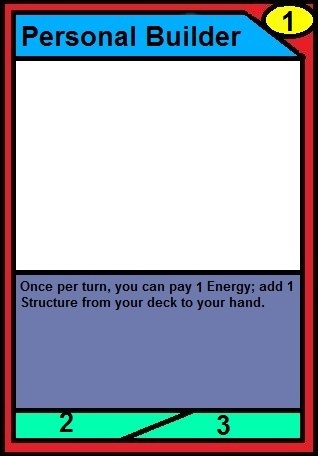 Personal Builder
1
Once per turn, you can pay 1 Energy; add 1
Structure from your deck to your hand.
2
3